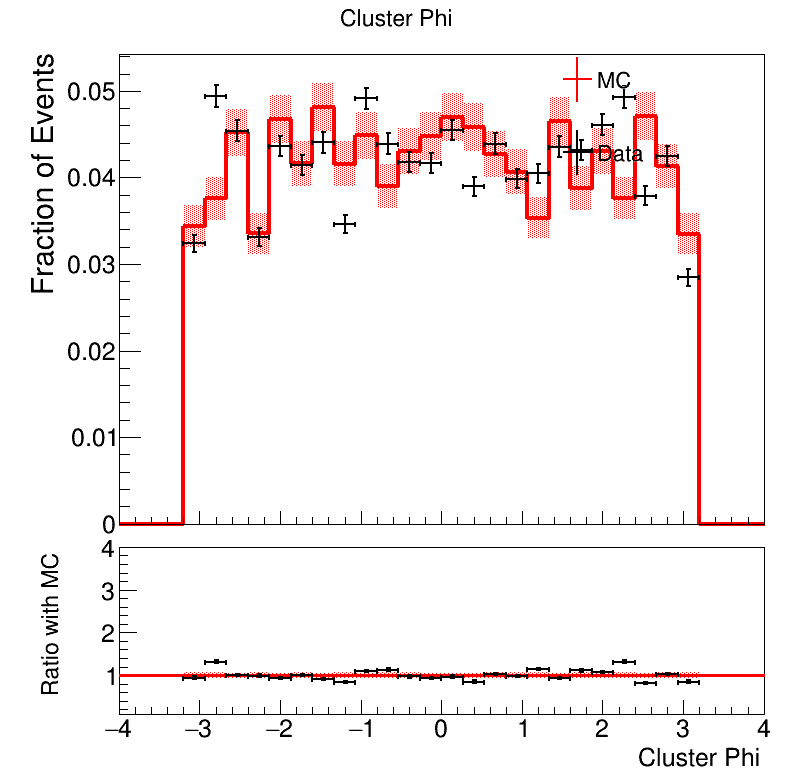 Cluster Phi
Fraction of Events
0.05
0.04
0.03
0.02
0.01
0
MC
Data
Ratio with MC
4
3
2
1
−4 −3 −2 −1 0 1 2 3 4
Cluster Phi